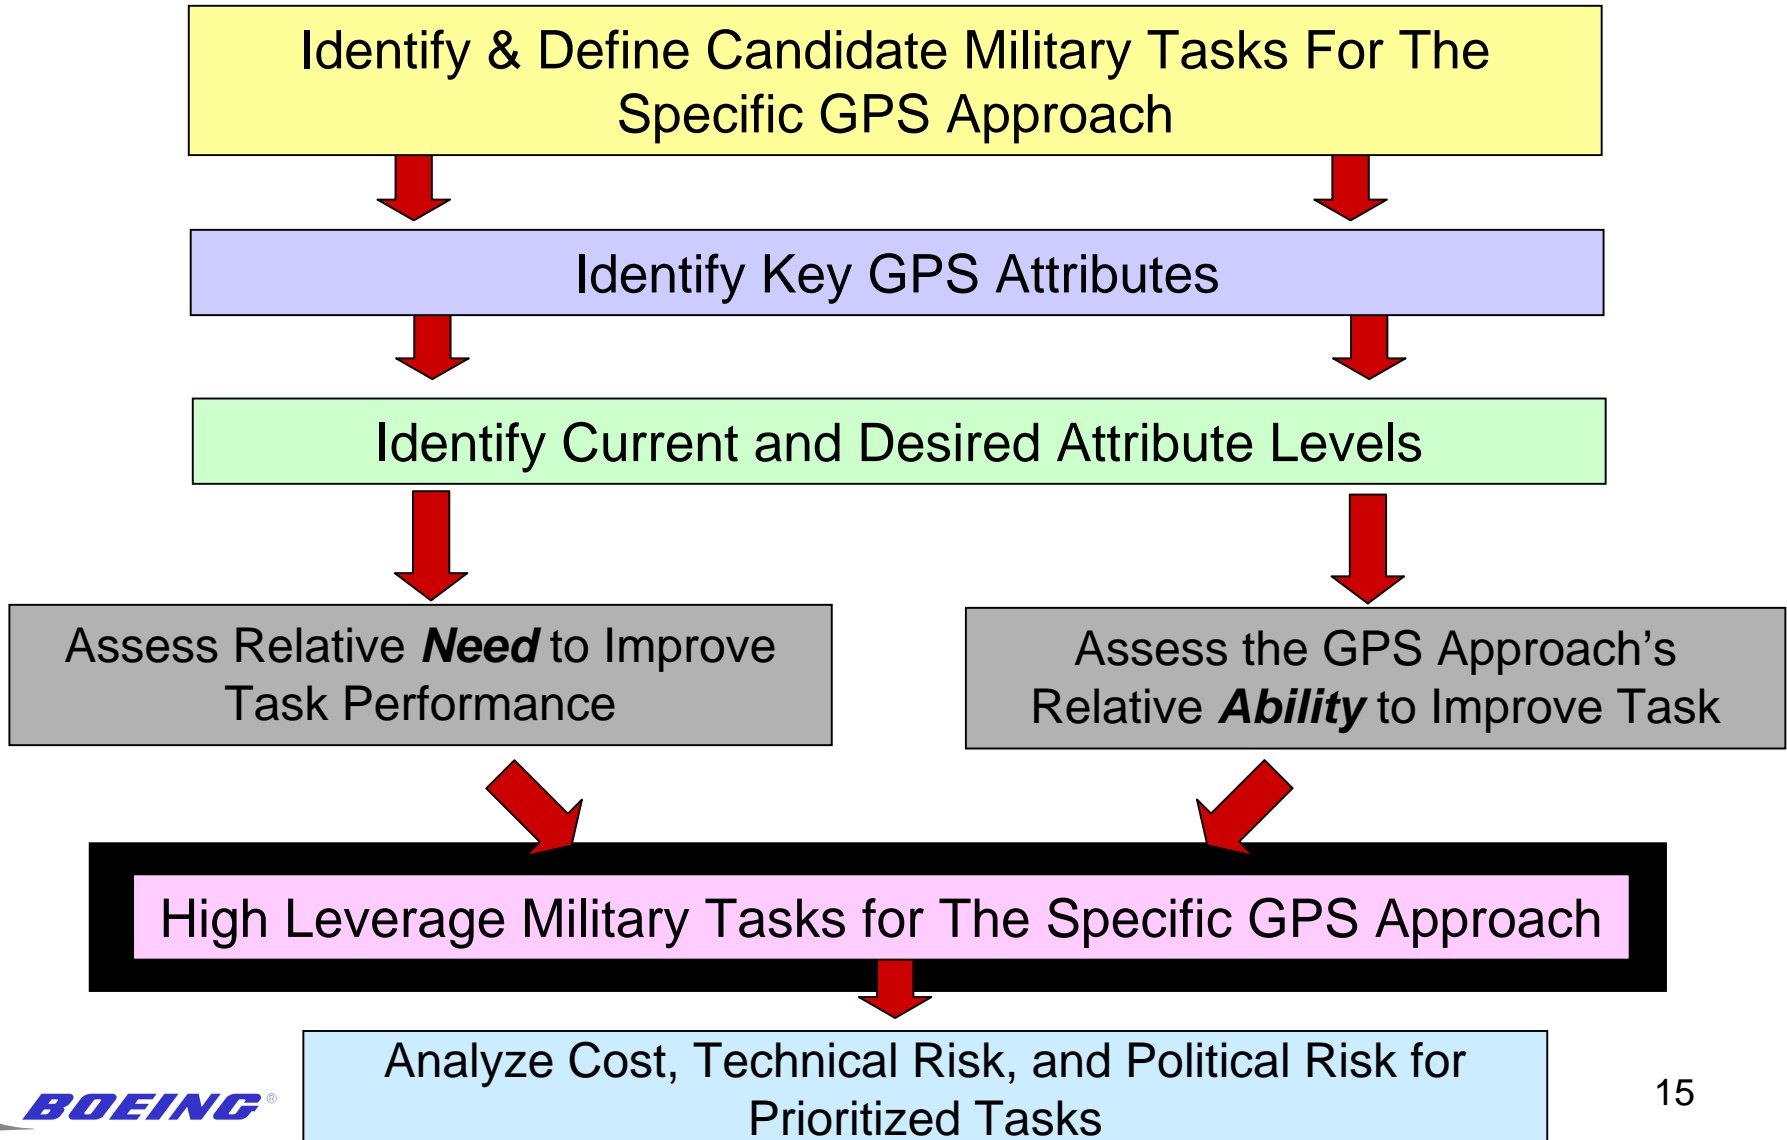 Identify & Define Candidate Military Tasks For The
Specific GPS Approach
Identify Key GPS Attributes
Identify Current and Desired Attribute Levels
Assess Relative Need to Improve
Task Performance
Assess the GPS Approach's
Relative Ability to Improve Task
High Leverage Military Tasks for The Specific GPS Approach
Analyze Cost, Technical Risk, and Political Risk for
Prioritized Tasks
BOEING®
15